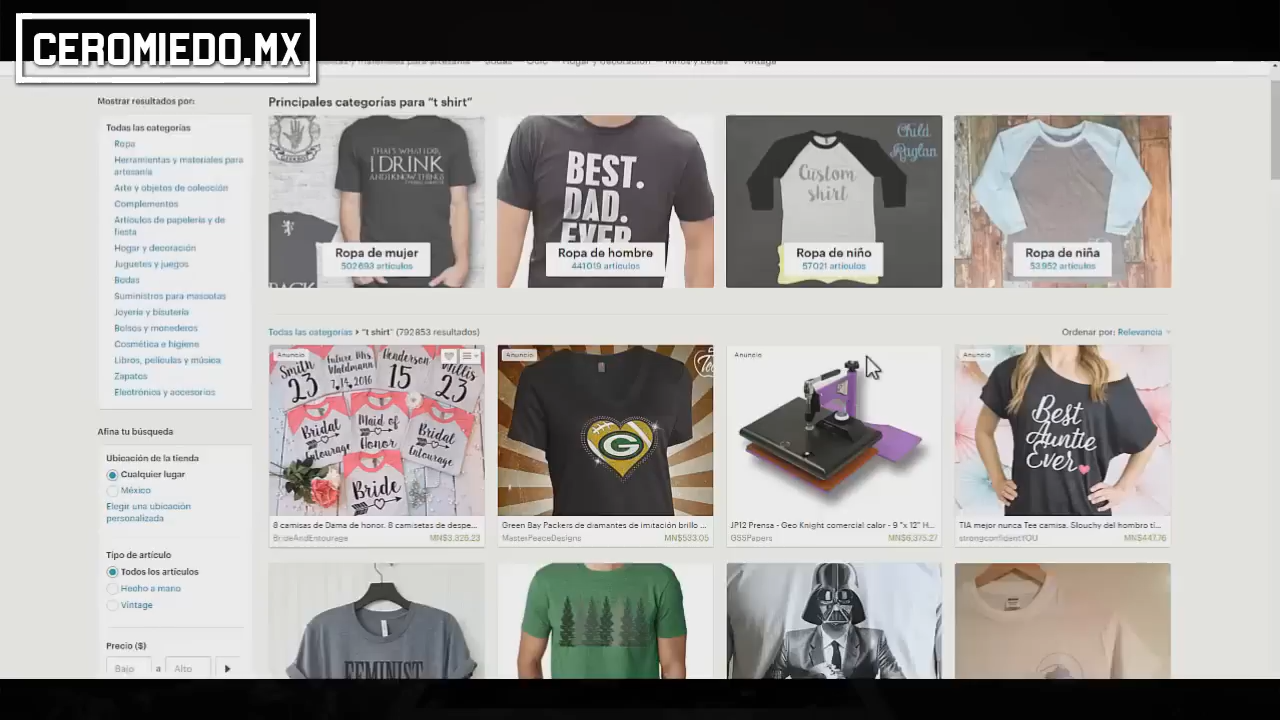 CEROMIEDO.MX
Mostrar resultados por:
Principales categorías para "t shirt"
Todas las categorías
Ropa
Herramientas y materiales para
artesanía
Arte y objetos de colección
Complementos
Artículos de papelería y de
fiesta
Hogar y decoración
Juguetes y juegos
Bodas
Suministros para mascotas
Joyería y bisutería
Bolsos y monederos
Cosmética e higiene
Libros, películas y música
Zapatos
Electrónica y accesorios
THAT'S WHAT I DO,
I DRINK
AND I KNOW THINGS
Ropa de mujer
502 693 artículos
BEST.
DAD.
EVER
Ropa de hombre
441 019 artículos
Child
Raglan
Custom
shirt
Ropa de niño
57 021 artículos
Ropa de niña
53 952 artículos
Todas las categorías ▸ "t shirt" (792 853 resultados)
Ordenar por: Relevancia
Anuncio
Future Mrs.
Waldmann
7.14.2016
Smith
23
Henderson
15
Willis
23
Bridal
Entourage
Maid of
Honor
Bridal
Entourage
Bride
8 camisas de Dama de honor. 8 camisetas de despe...
BrideAndEntourage MN$3,826.23
Anuncio
G
Green Bay Packers de diamantes de imitación brillo ...
MasterPeaceDesigns MN$533.05
Anuncio
JP12 Prensa - Geo Knight comercial calor - 9 "x 12" H...
GSSPapers MN$6,375.27
Anuncio
Best
Auntie
Ever
TIA mejor nunca Tee camisa. Slouchy del hombro tí...
strongconfidentYOU MN$447.76
Afina tu búsqueda
Ubicación de la tienda
Cualquier lugar
México
Elegir una ubicación
personalizada
Tipo de artículo
Todos los artículos
Hecho a mano
Vintage
Precio ($)
Bajo a Alto
FEMINIST